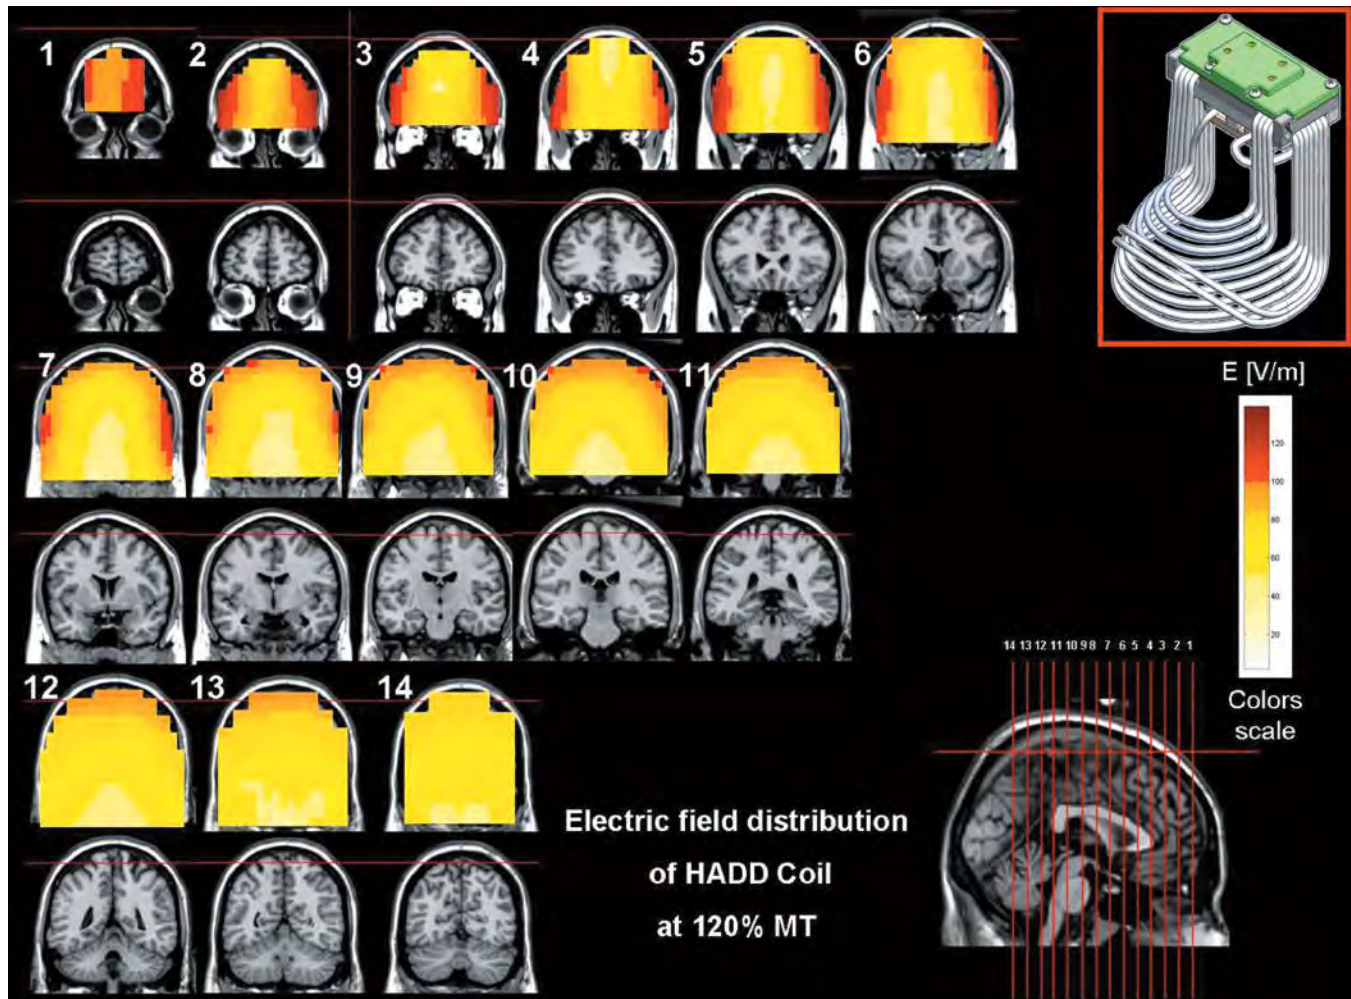 1 2 3 4 5 6
7 8 9 10 11
E [V/m]
120
100
80
60
40
20
Colors
scale
12 13 14
14 13 12 11 10 9 8 7 6 5 4 3 2 1
Electric field distribution
of HADD Coil
at 120% MT